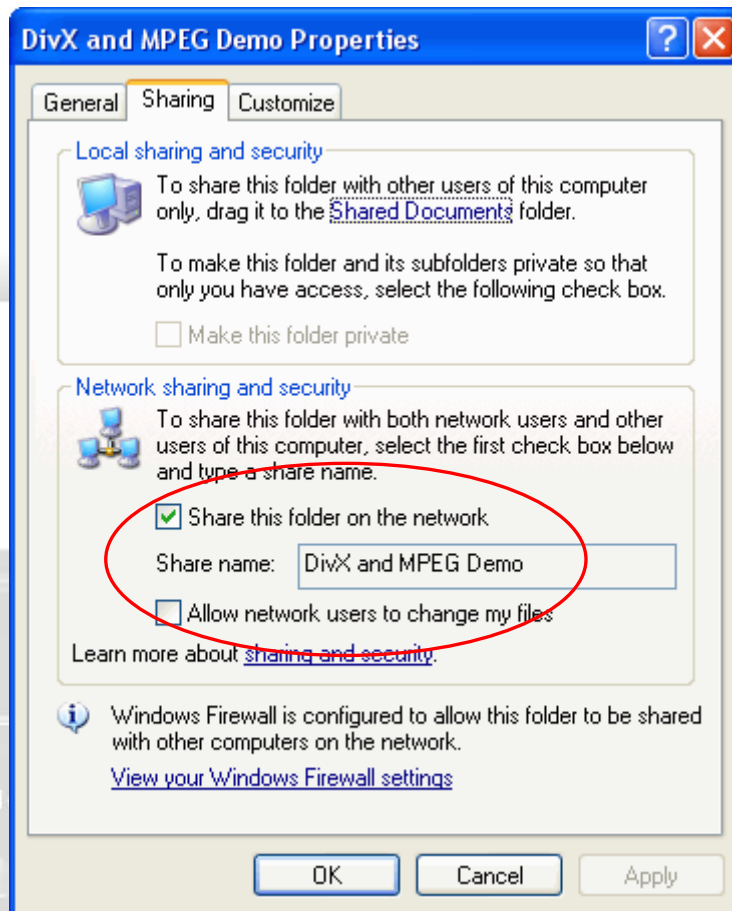 DivX and MPEG Demo Properties
General Sharing Customize
Local sharing and security
To share this folder with other users of this computer
only, drag it to the Shared Documents folder.
To make this folder and its subfolders private so that
only you have access, select the following check box.
Make this folder private
Network sharing and security
To share this folder with both network users and other
users of this computer, select the first check box below
and type a share name.
Share this folder on the network
Share name: DivX and MPEG Demo
Allow network users to change my files
Learn more about sharing and security.
Windows Firewall is configured to allow this folder to be shared
with other computers on the network.
View your Windows Firewall settings
OK Cancel Apply